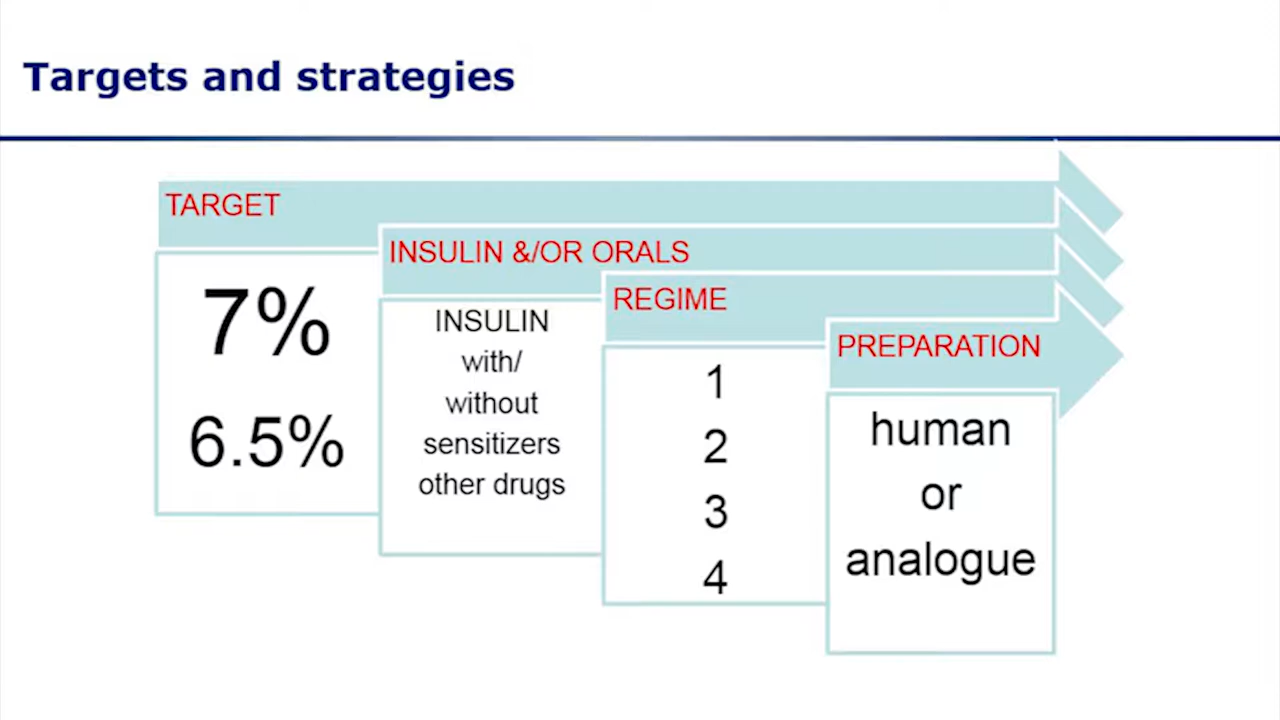 Targets and strategies
TARGET
7%
6.5%
INSULIN &/OR ORALS
INSULIN
with/
without
sensitizers
other drugs
REGIME
1
2
3
4
PREPARATION
human
or
analogue